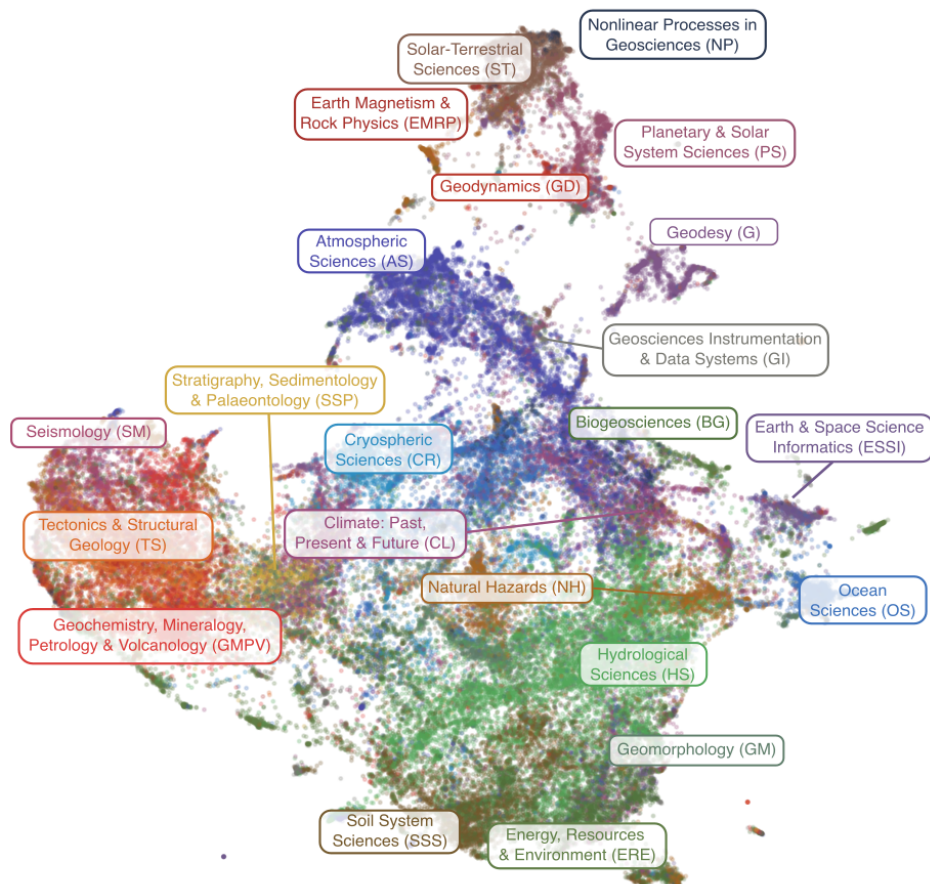 Nonlinear Processes in
Geosciences (NP)
Solar-Terrestrial
Sciences (ST)
Earth Magnetism &
Rock Physics (EMRP)
Planetary & Solar
System Sciences (PS)
Geodynamics (GD)
Geodesy (G)
Atmospheric
Sciences (AS)
Geosciences Instrumentation
& Data Systems (GI)
Stratigraphy, Sedimentology
& Palaeontology (SSP)
Seismology (SM)
Cryospheric
Sciences (CR)
Biogeosciences (BG)
Earth & Space Science
Informatics (ESSI)
Tectonics & Structural
Geology (TS)
Climate: Past,
Present & Future (CL)
Natural Hazards (NH)
Ocean
Sciences (OS)
Geochemistry, Mineralogy,
Petrology & Volcanology (GMPV)
Hydrological
Sciences (HS)
Geomorphology (GM)
Soil System
Sciences (SSS)
Energy, Resources
& Environment (ERE)